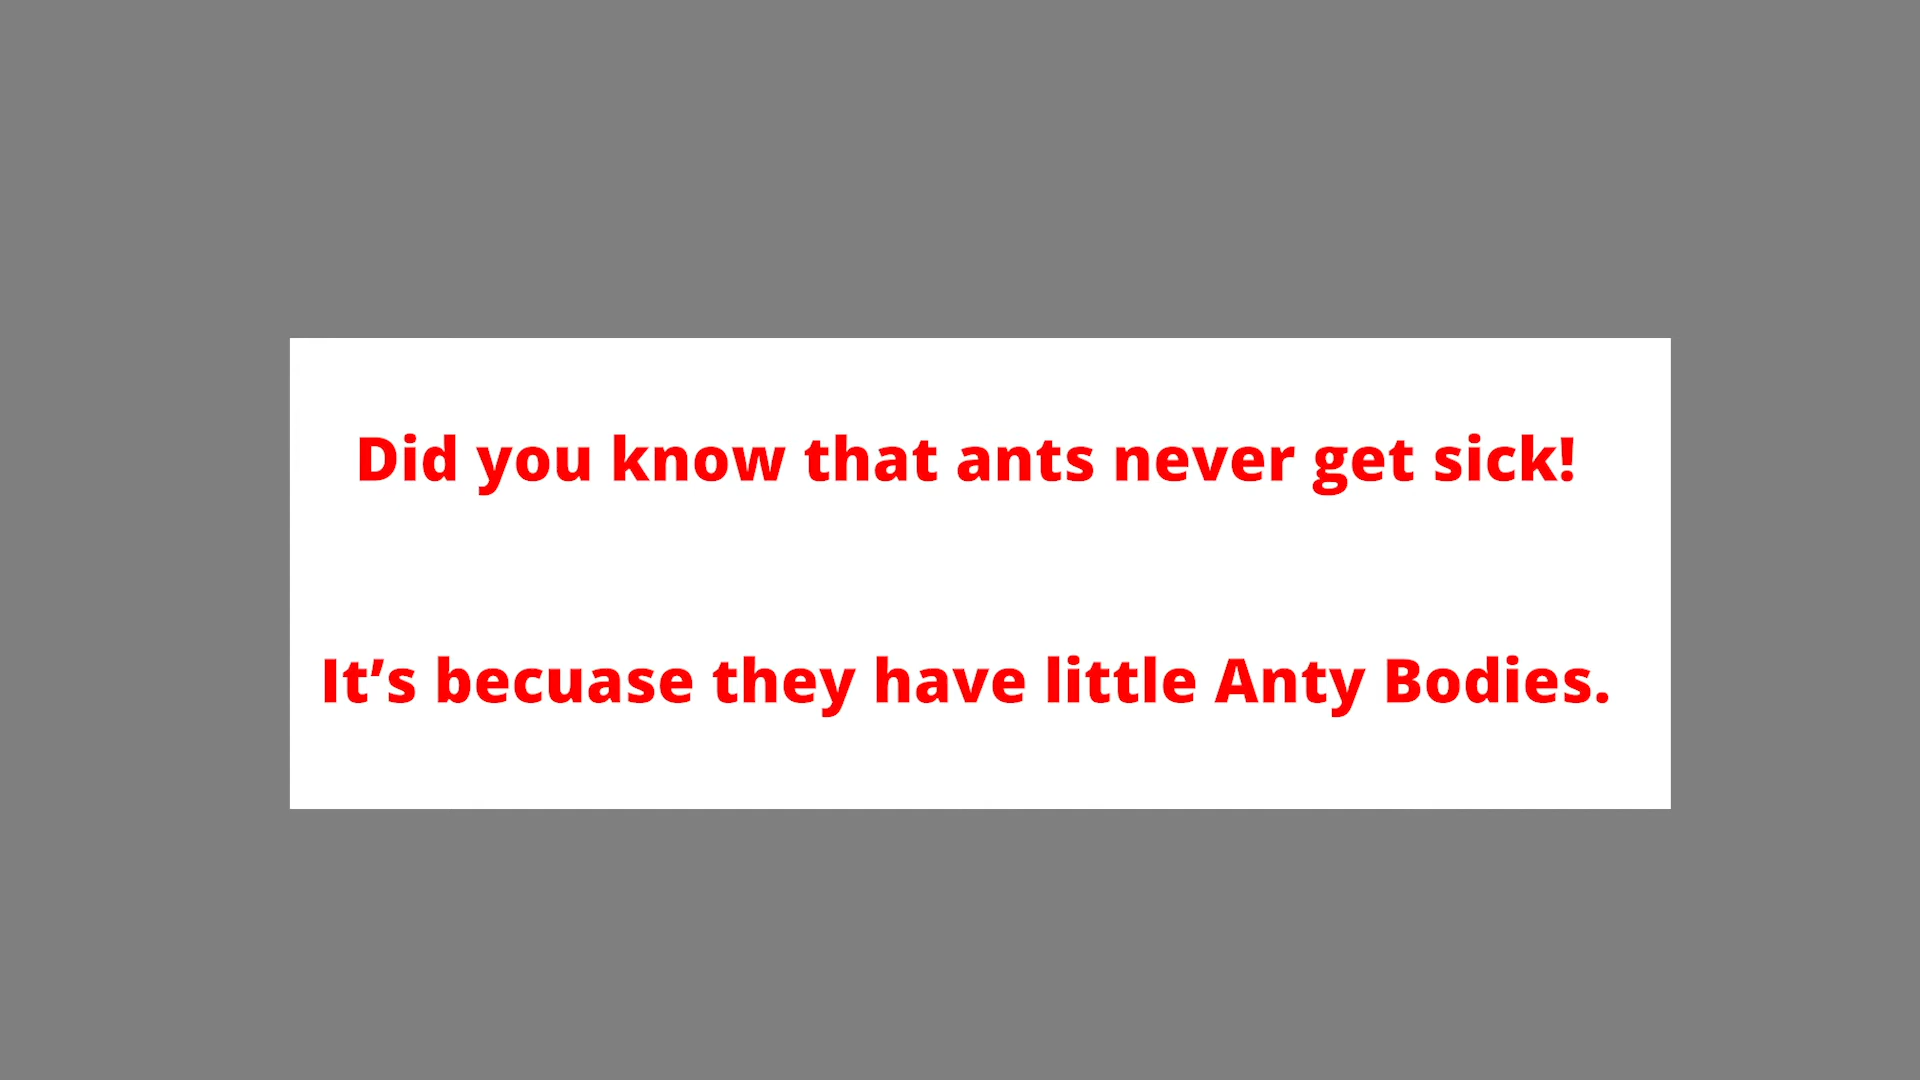 Did you know that ants never get sick!
It’s becuase they have little Anty Bodies.